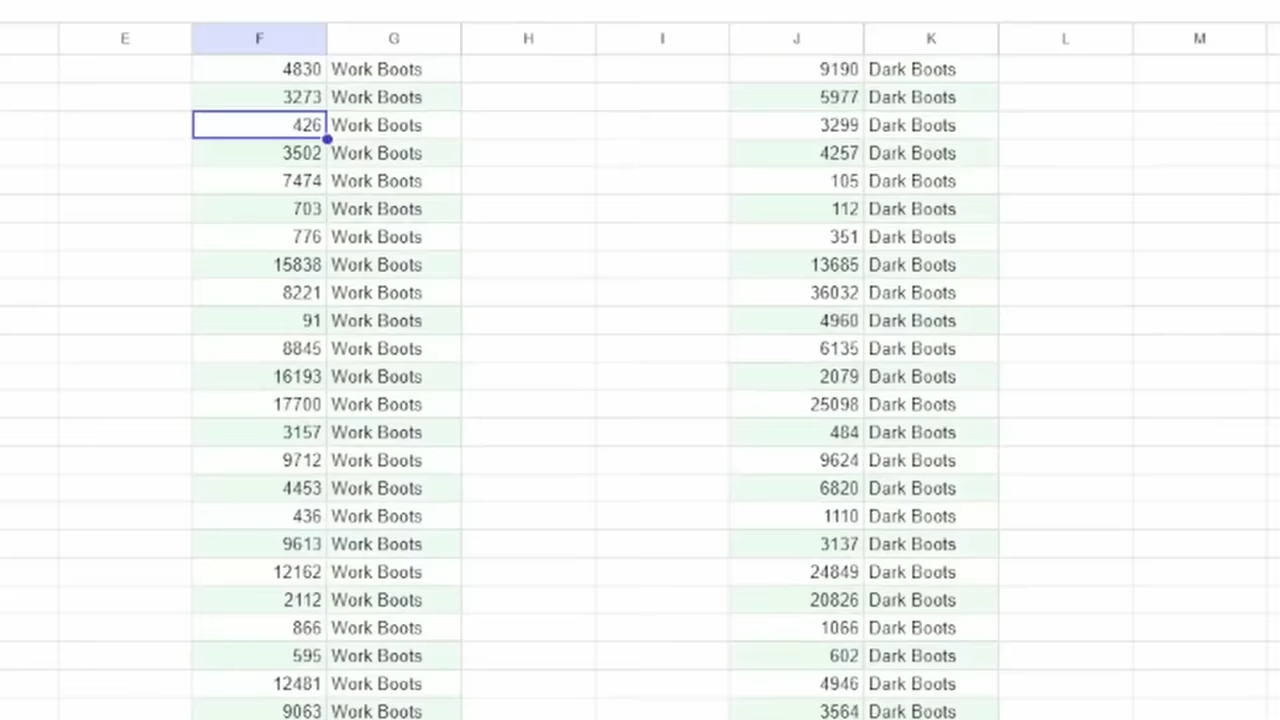 E F G H I J K L M
4830 Work Boots 9190 Dark Boots
3273 Work Boots 5977 Dark Boots
426 Work Boots 3299 Dark Boots
3502 Work Boots 4257 Dark Boots
7474 Work Boots 105 Dark Boots
703 Work Boots 112 Dark Boots
776 Work Boots 351 Dark Boots
15838 Work Boots 13685 Dark Boots
8221 Work Boots 36032 Dark Boots
91 Work Boots 4960 Dark Boots
8845 Work Boots 6135 Dark Boots
16193 Work Boots 2079 Dark Boots
17700 Work Boots 25098 Dark Boots
3157 Work Boots 484 Dark Boots
9712 Work Boots 9624 Dark Boots
4453 Work Boots 6820 Dark Boots
436 Work Boots 1110 Dark Boots
9613 Work Boots 3137 Dark Boots
12162 Work Boots 24849 Dark Boots
2112 Work Boots 20826 Dark Boots
866 Work Boots 1066 Dark Boots
595 Work Boots 602 Dark Boots
12481 Work Boots 4946 Dark Boots
9063 Work Boots 3564 Dark Boots